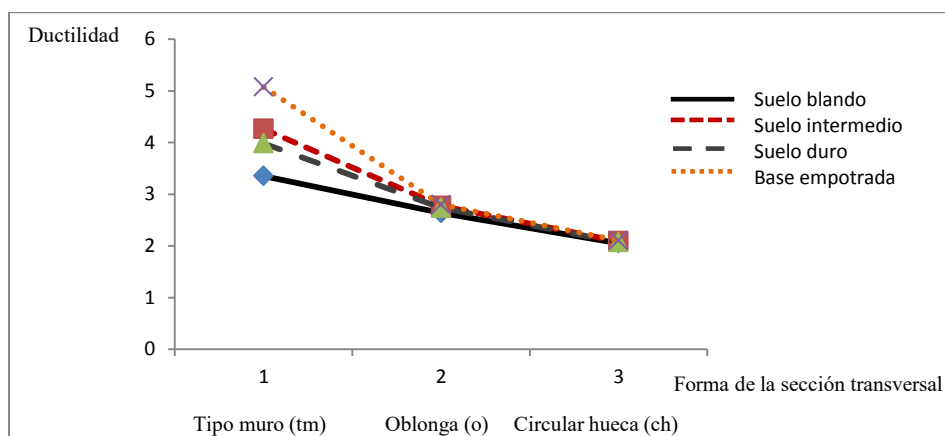 Ductilidad
6
5
4
3
2
1
0
Suelo blando
Suelo intermedio
Suelo duro
Base empotrada
1 2 3
Forma de la sección transversal
Tipo muro (tm) Oblonga (o) Circular hueca (ch)